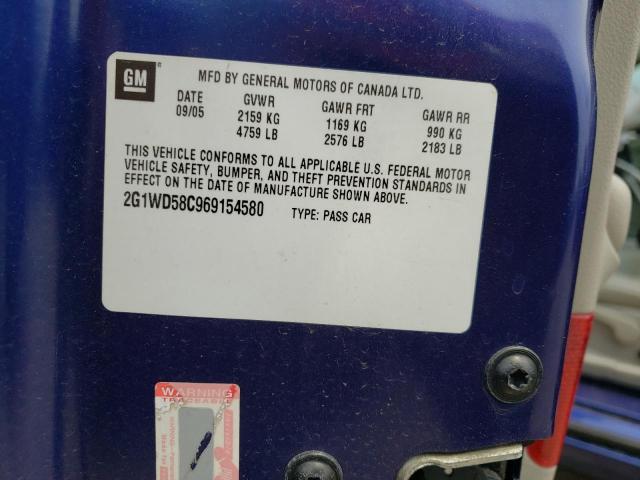 GM
MFD BY GENERAL MOTORS OF CANADA LTD.
DATE GVWR GAWR FRT GAWR RR
09/05 2159 KG 1169 KG 990 KG
4759 LB 2576 LB 2183 LB
THIS VEHICLE CONFORMS TO ALL APPLICABLE U.S. FEDERAL MOTOR
VEHICLE SAFETY, BUMPER, AND THEFT PREVENTION STANDARDS IN
EFFECT ON THE DATE OF MANUFACTURE SHOWN ABOVE.
2G1WD58C969154580 TYPE: PASS CAR
WARNING
TRACEABLE